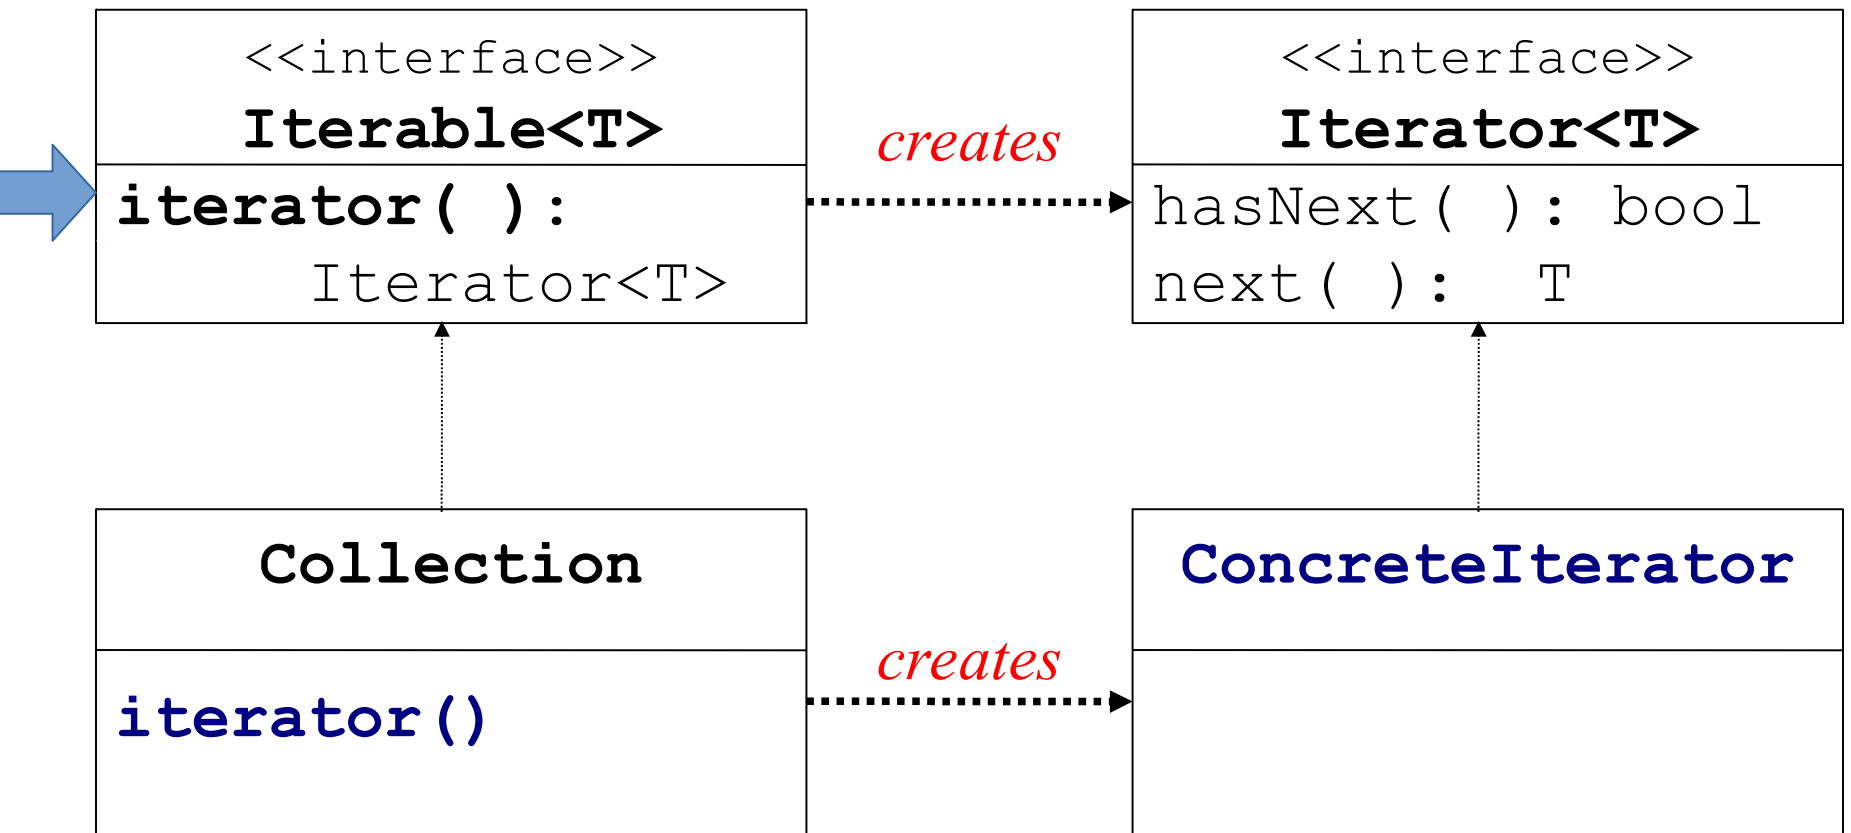 <<interface>>
Iterable<T>
iterator( ):
Iterator<T>
creates
<<interface>>
Iterator<T>
hasNext( ): bool
next( ): T
Collection
iterator()
creates
ConcreteIterator